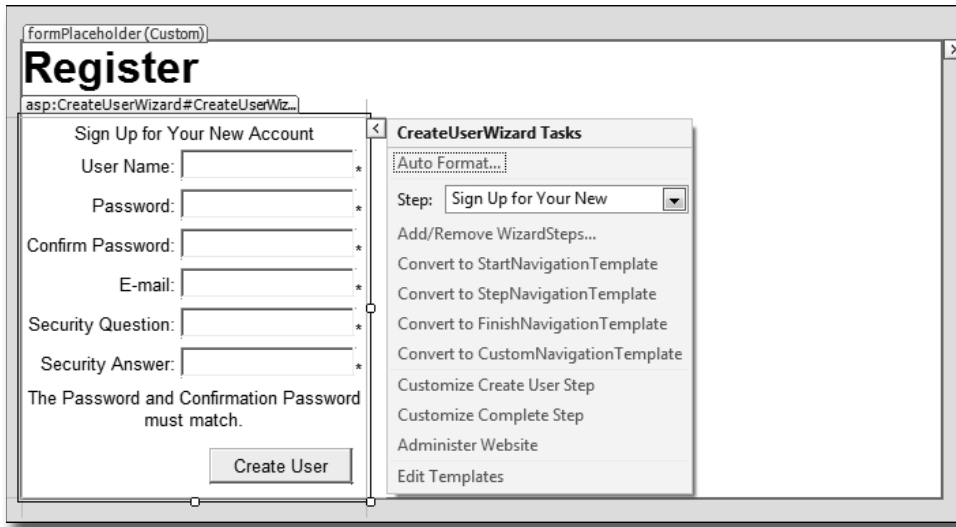 formPlaceholder (Custom)
Register
asp:CreateUserWizard#CreateUserWiz...
Sign Up for Your New Account
User Name: *
Password: *
Confirm Password: *
E-mail: *
Security Question: *
Security Answer: *
The Password and Confirmation Password
must match.
Create User
CreateUserWizard Tasks
Auto Format...
Step: Sign Up for Your New
Add/Remove WizardSteps...
Convert to StartNavigationTemplate
Convert to StepNavigationTemplate
Convert to FinishNavigationTemplate
Convert to CustomNavigationTemplate
Customize Create User Step
Customize Complete Step
Administer Website
Edit Templates